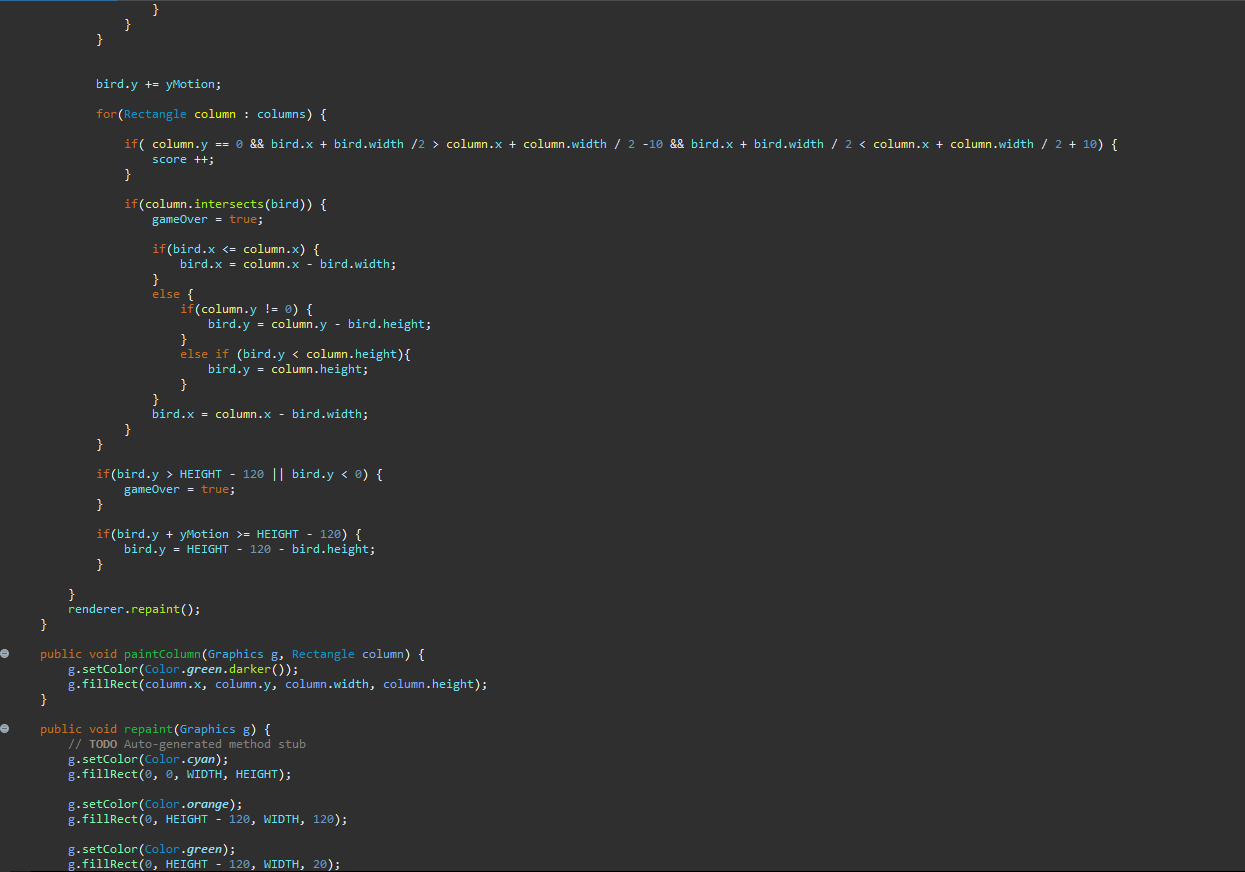 }
        }
    }
    bird.y += yMotion;
    for(Rectangle column : columns) {
        if( column.y == 0 && bird.x + bird.width /2 > column.x + column.width / 2 -10 && bird.x + bird.width / 2 < column.x + column.width / 2 + 10) {
            score ++;
        }
        if(column.intersects(bird)) {
            gameOver = true;
            if(bird.x <= column.x) {
                bird.x = column.x - bird.width;
            }
            else {
                if(column.y != 0) {
                    bird.y = column.y - bird.height;
                }
                else if (bird.y < column.height){
                    bird.y = column.height;
                }
            }
            bird.x = column.x - bird.width;
        }
    }
    if(bird.y > HEIGHT - 120 || bird.y < 0) {
        gameOver = true;
    }
    if(bird.y + yMotion >= HEIGHT - 120) {
        bird.y = HEIGHT - 120 - bird.height;
    }
}
renderer.repaint();
}
public void paintColumn(Graphics g, Rectangle column) {
    g.setColor(Color.green.darker());
    g.fillRect(column.x, column.y, column.width, column.height);
}
public void repaint(Graphics g) {
    // TODO Auto-generated method stub
    g.setColor(Color.cyan);
    g.fillRect(0, 0, WIDTH, HEIGHT);
    g.setColor(Color.orange);
    g.fillRect(0, HEIGHT - 120, WIDTH, 120);
    g.setColor(Color.green);
    g.fillRect(0, HEIGHT - 120, WIDTH, 20);